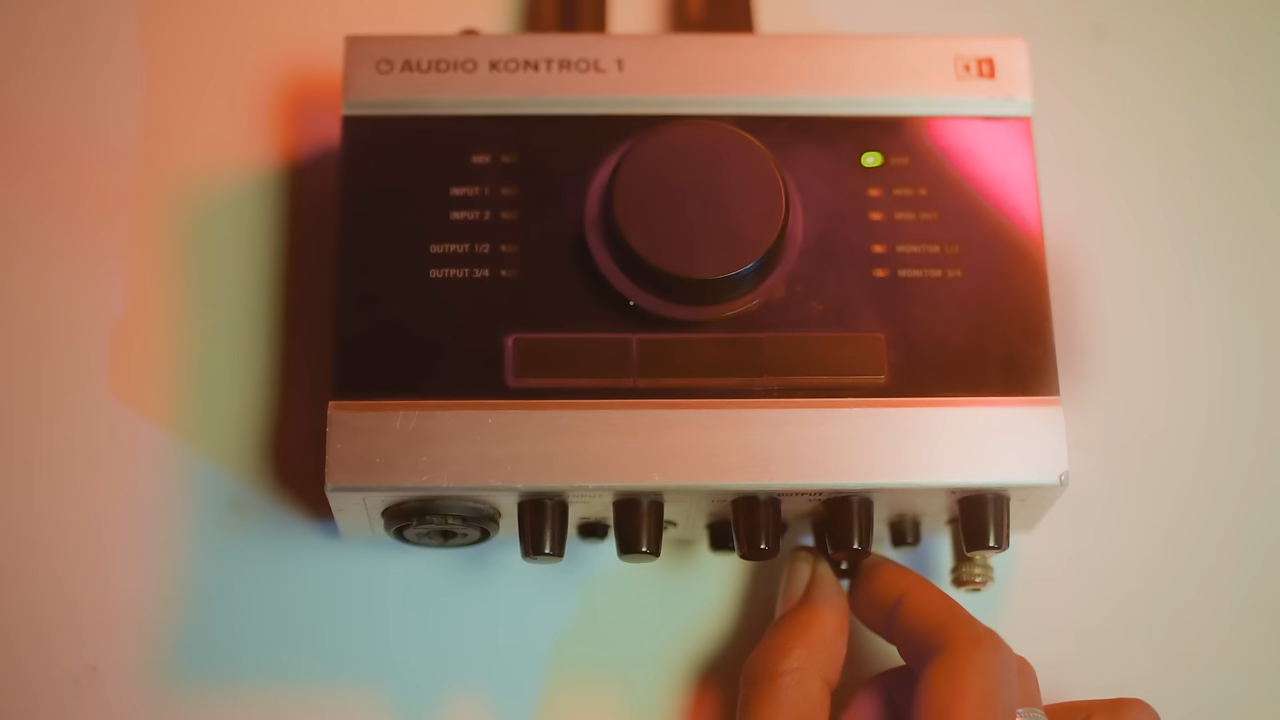 AUDIO KONTROL 1
48V
INPUT 1
INPUT 2
OUTPUT 1/2
OUTPUT 3/4
USB
MIDI IN
MIDI OUT
MONITOR 1/2
MONITOR 3/4
INPUT
OUTPUT